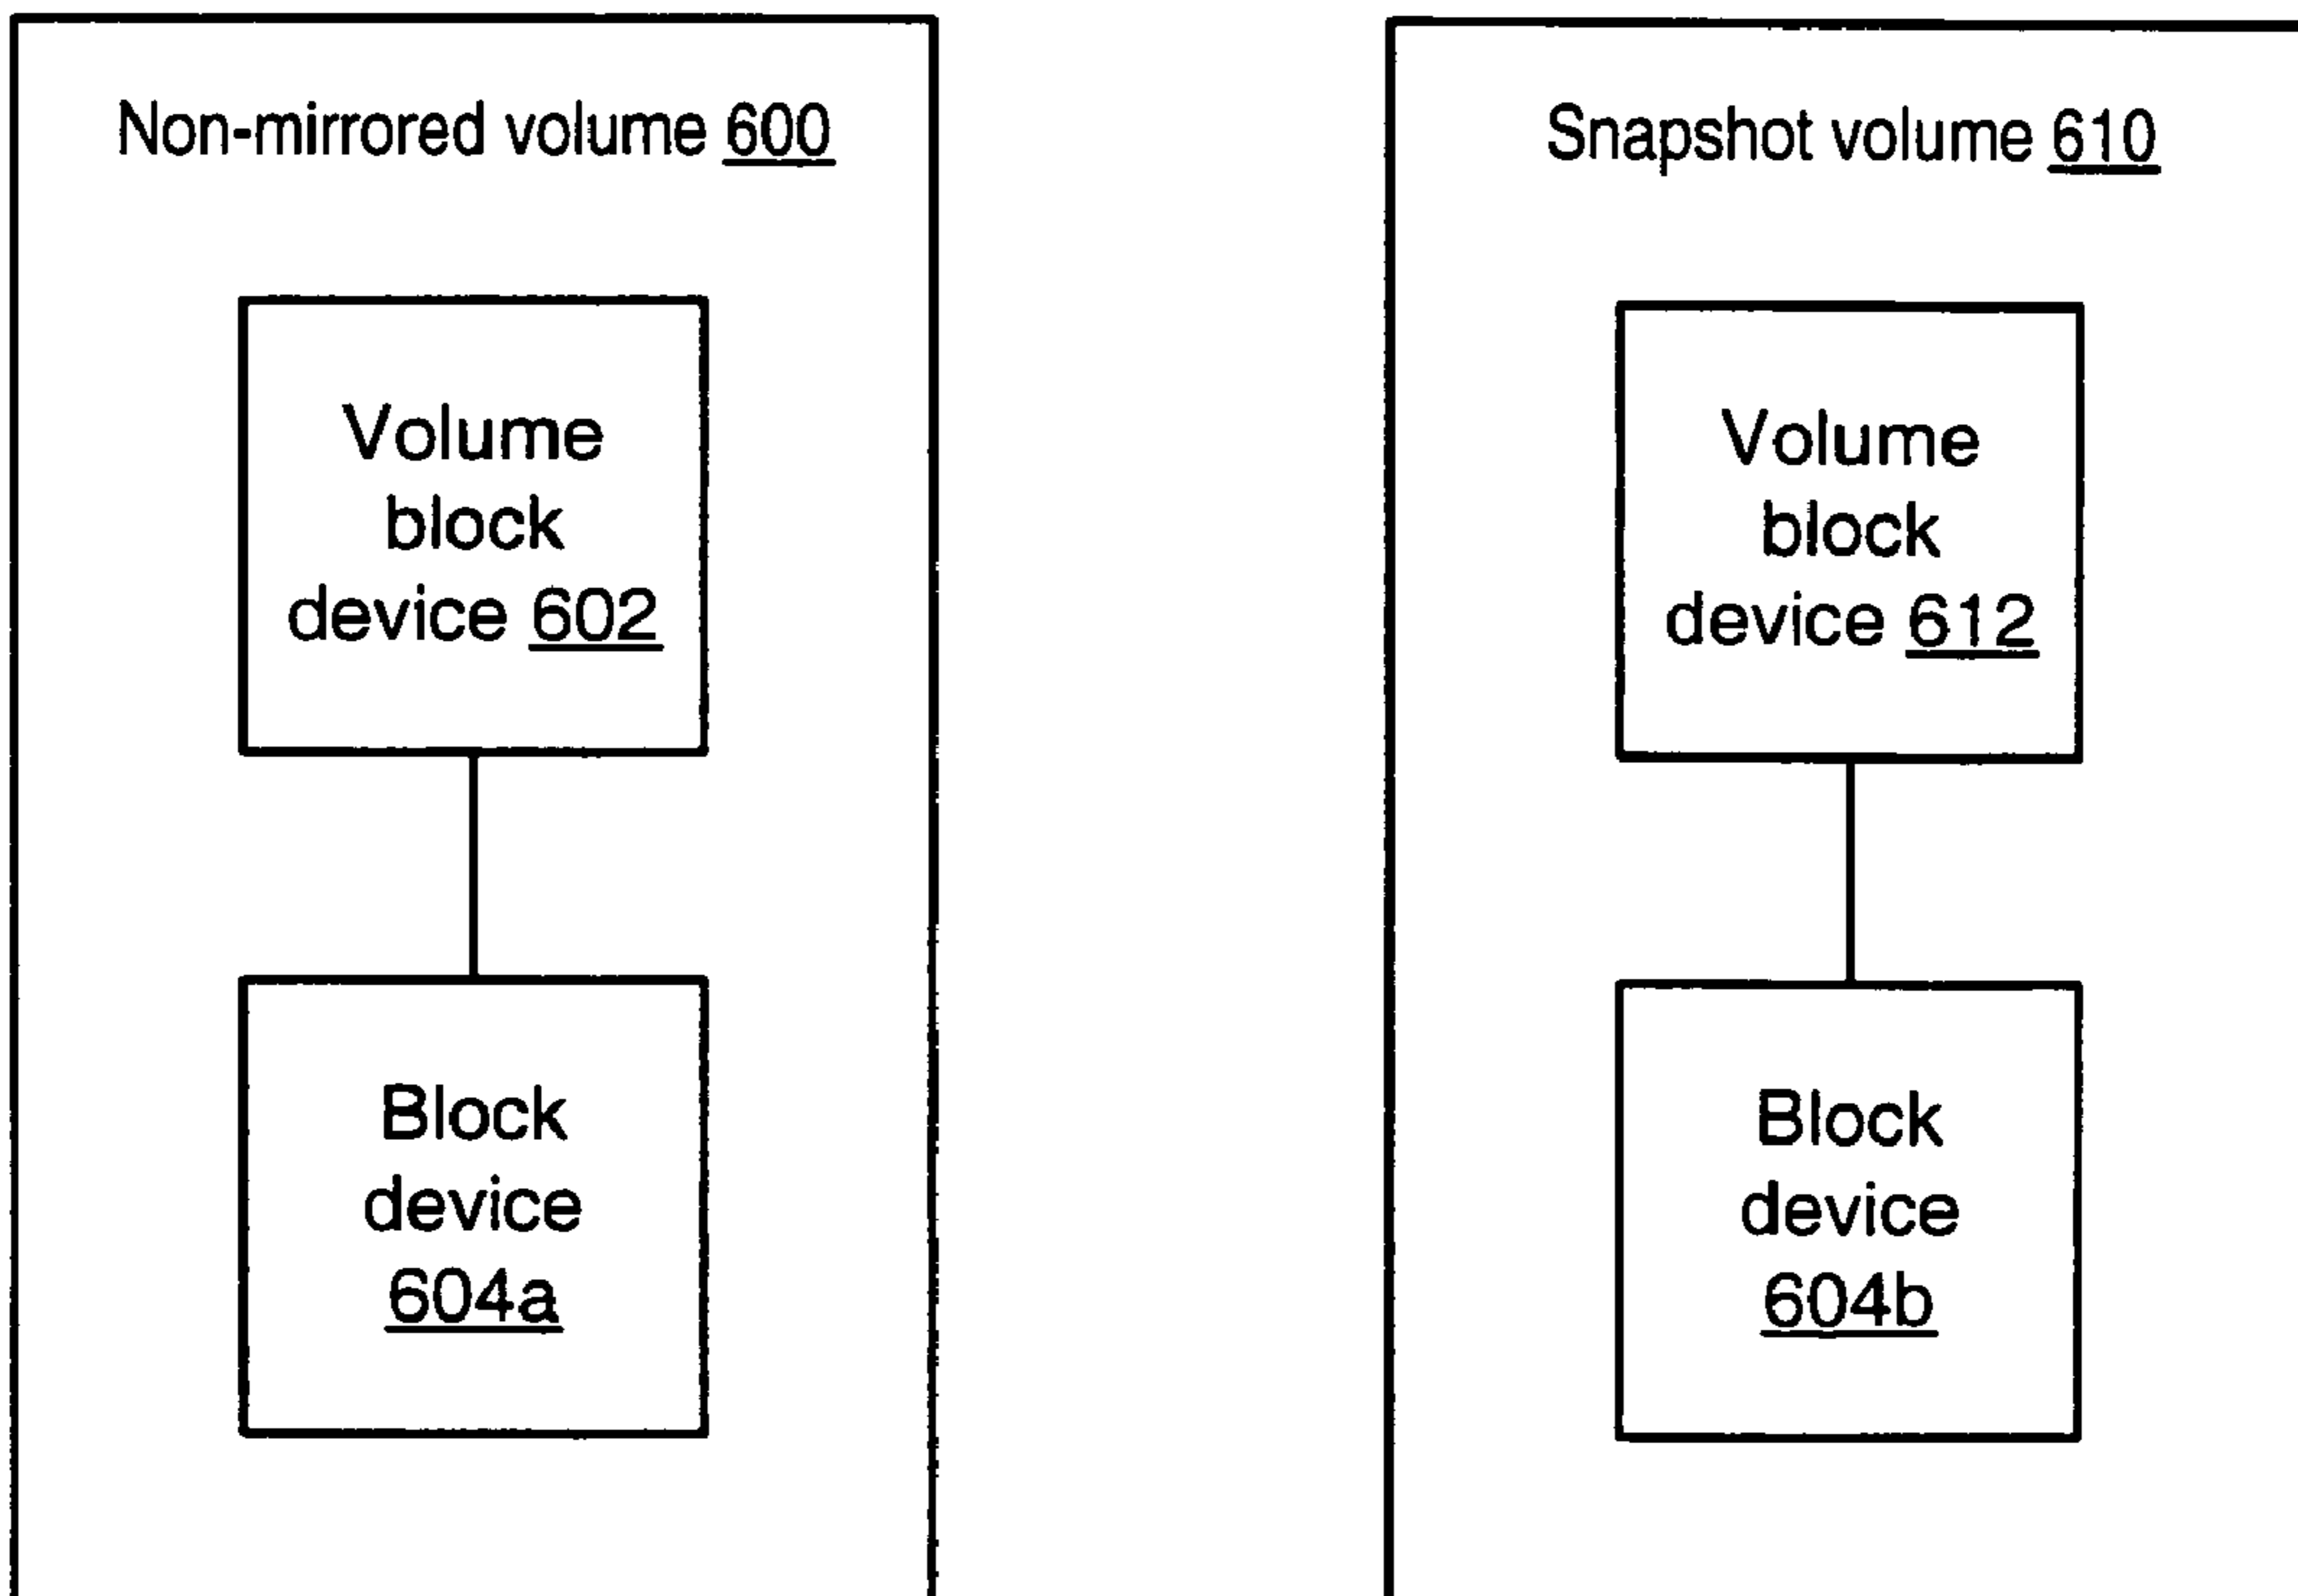 Non-mirrored volume 600
Volume
block
device 602
Block
device
604a
Snapshot volume 610
Volume
block
device 612
Block
device
604b